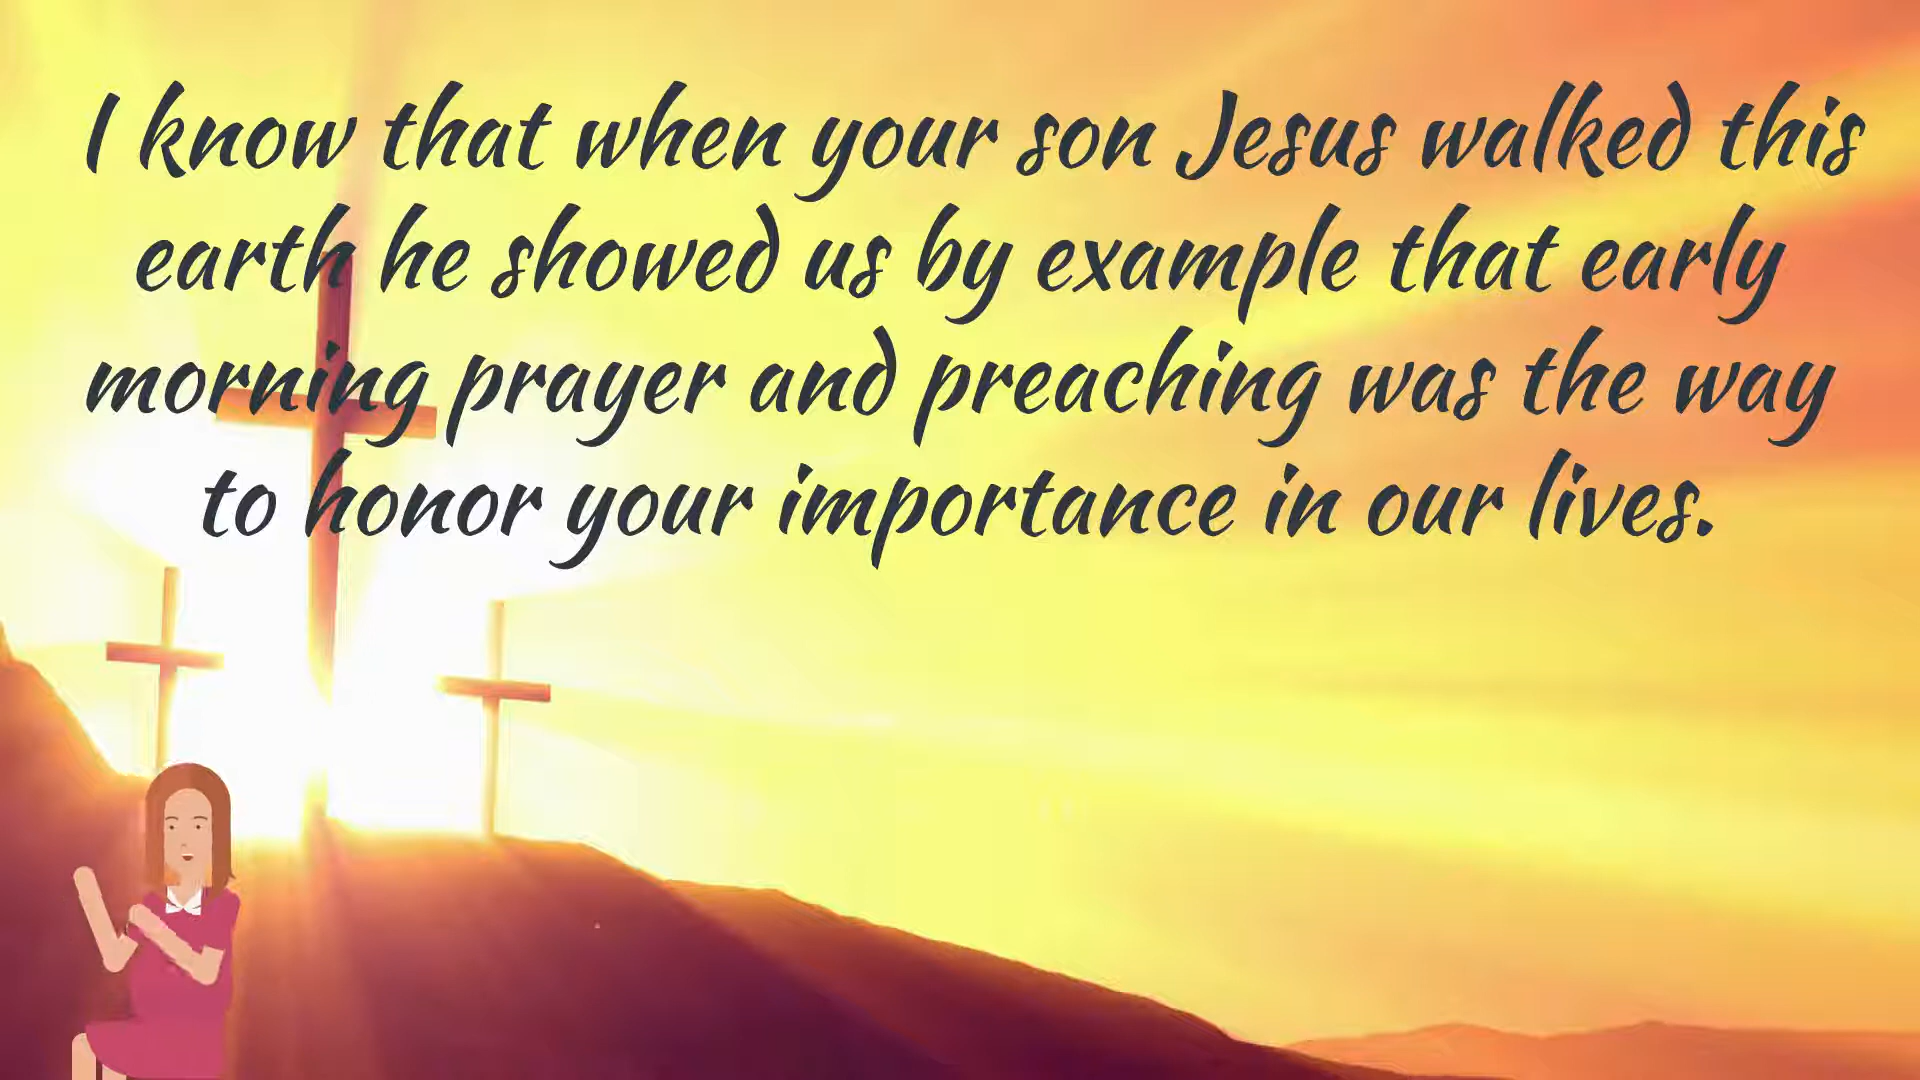 I know that when your son Jesus walked this
earth he showed us by example that early
morning prayer and preaching was the way
to honor your importance in our lives.